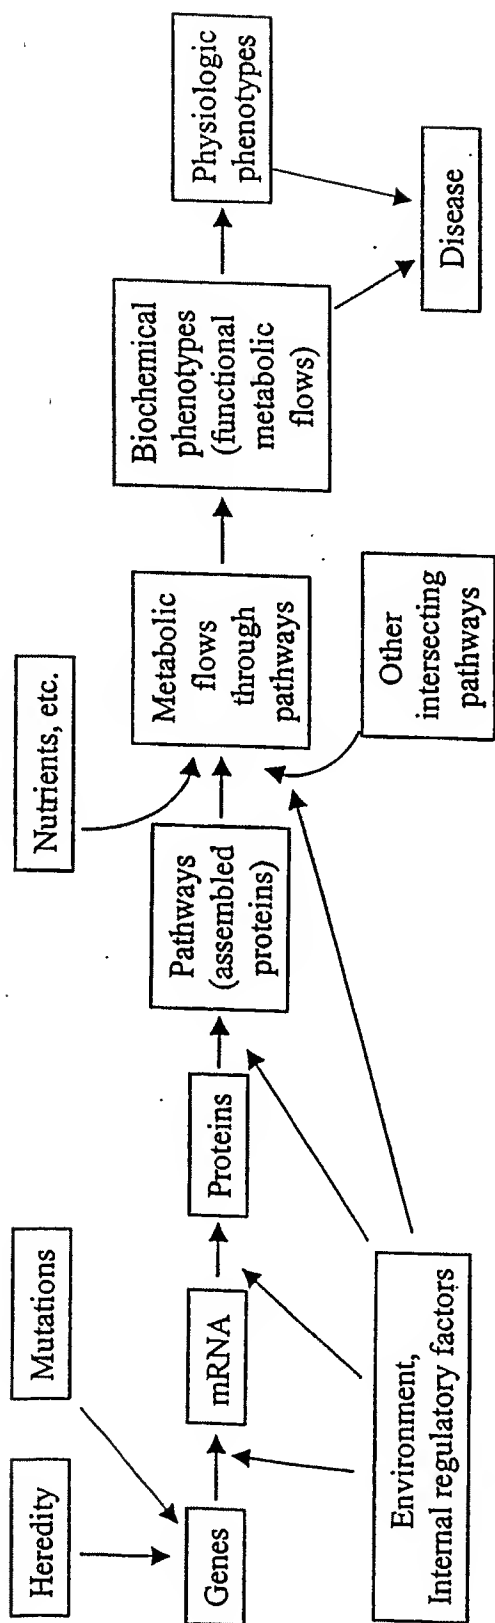 Heredity
Mutations
Nutrients, etc.
Genes
mRNA
Proteins
Pathways
(assembled
proteins)
Metabolic
flows
through
pathways
Biochemical
phenotypes
(functional
metabolic
flows)
Physiologic
phenotypes
Environment,
Internal regulatory factors
Other
intersecting
pathways
Disease